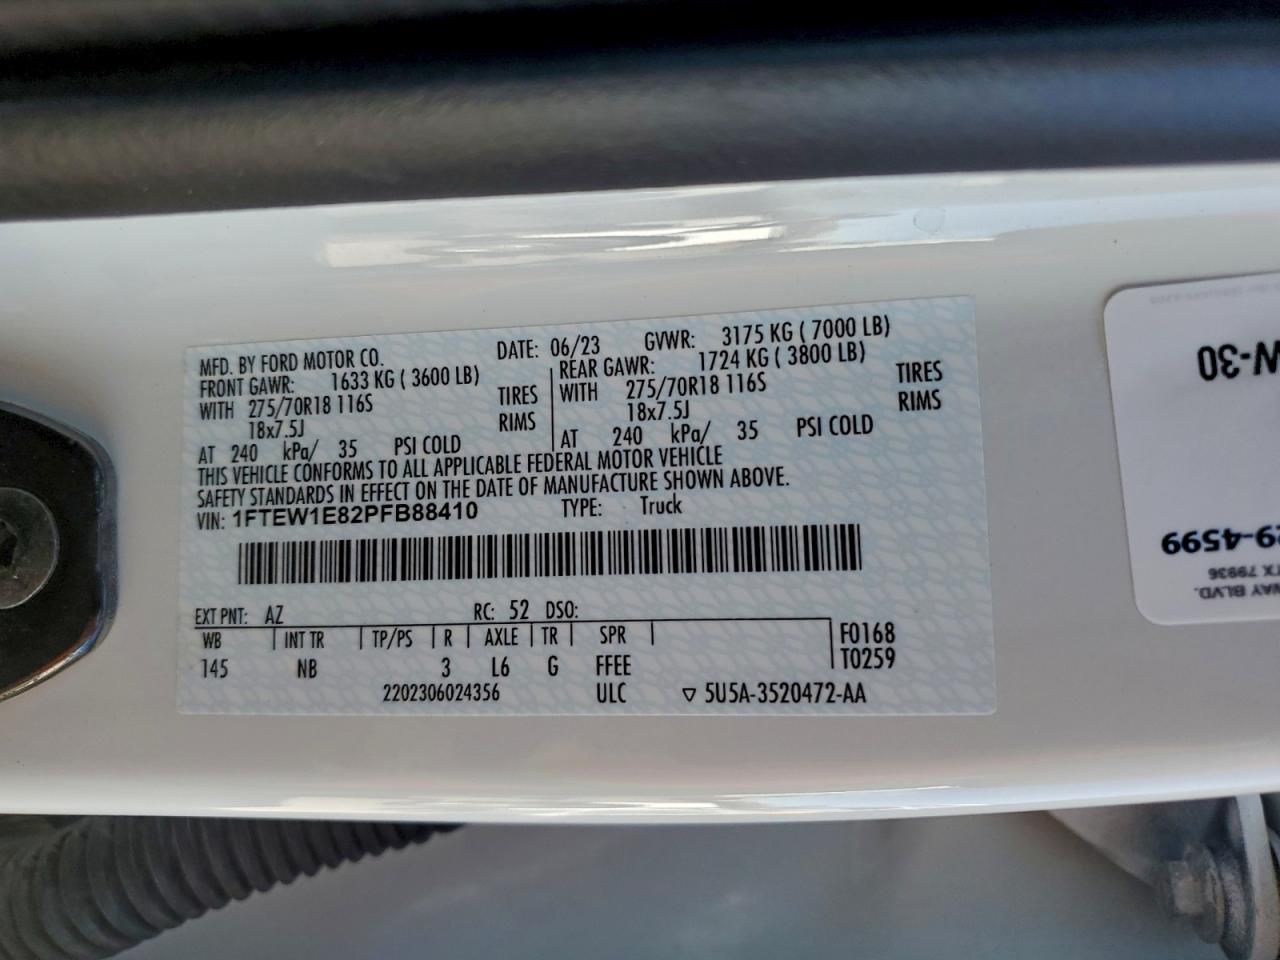 MFD. BY FORD MOTOR CO. DATE: 06/23 GVWR: 3175 KG ( 7000 LB)
FRONT GAWR: 1633 KG ( 3600 LB) REAR GAWR: 1724 KG ( 3800 LB)
WITH 275/70R18 116S TIRES WITH 275/70R18 116S TIRES
18x7.5J RIMS 18x7.5J RIMS
AT 240 kPa/ 35 PSI COLD AT 240 kPa/ 35 PSI COLD
THIS VEHICLE CONFORMS TO ALL APPLICABLE FEDERAL MOTOR VEHICLE
SAFETY STANDARDS IN EFFECT ON THE DATE OF MANUFACTURE SHOWN ABOVE.
VIN: 1FTEW1E82PFB88410 TYPE: Truck
EXT PNT: AZ RC: 52 DSO:
WB INT TR TP/PS R AXLE TR SPR F0168
145 NB 3 L6 G FFEE T0259
2202306024356 ULC ▽ 5U5A-3520472-AA
WAY BLVD.
TX 79936
29-4599
W-30